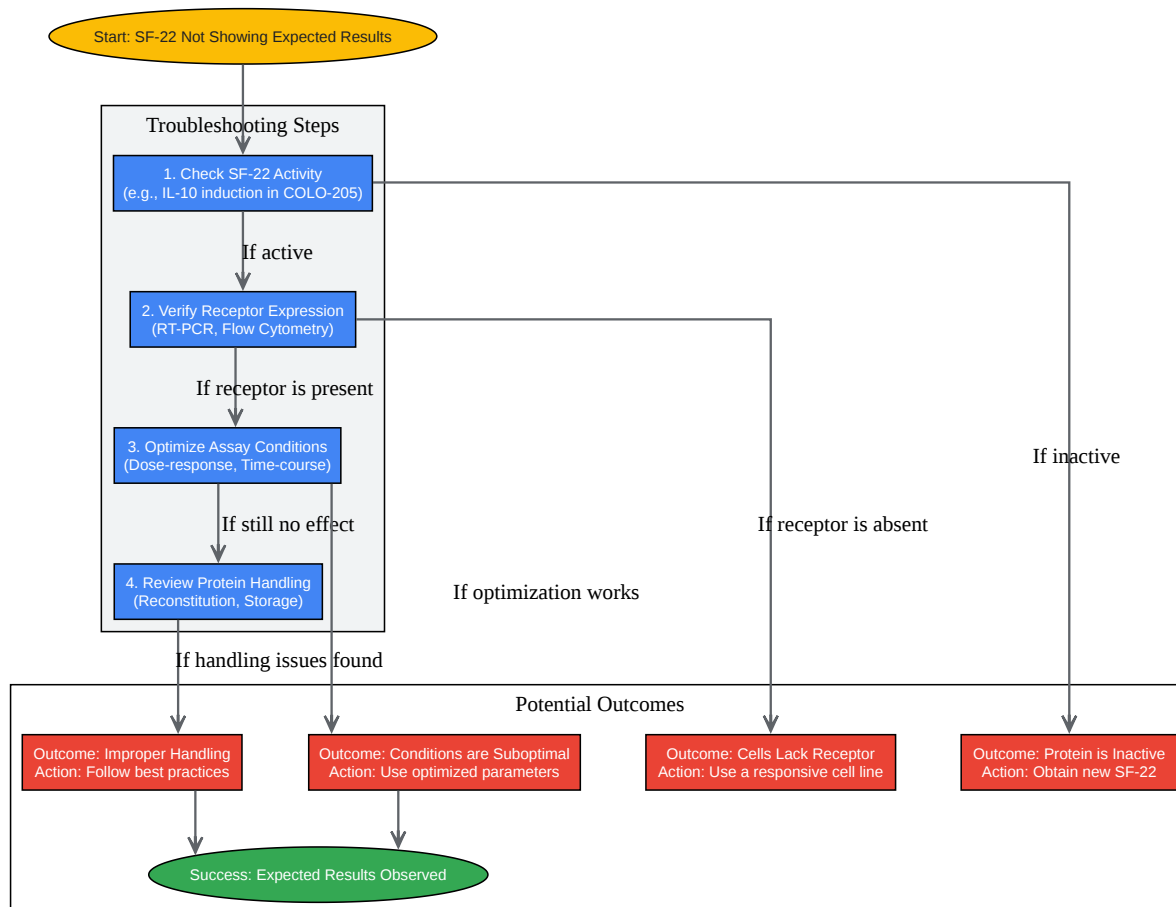 Start: SF-22 Not Showing Expected Results
Troubleshooting Steps
1. Check SF-22 Activity
(e.g., IL-10 induction in COLO-205)
If active
2. Verify Receptor Expression
(RT-PCR, Flow Cytometry)
If receptor is present
3. Optimize Assay Conditions
(Dose-response, Time-course)
If inactive
If still no effect
If receptor is absent
4. Review Protein Handling
(Reconstitution, Storage)
If optimization works
If handling issues found
Potential Outcomes
Outcome: Improper Handling
Action: Follow best practices
Outcome: Conditions are Suboptimal
Action: Use optimized parameters
Outcome: Cells Lack Receptor
Action: Use a responsive cell line
Outcome: Protein is Inactive
Action: Obtain new SF-22
Success: Expected Results Observed